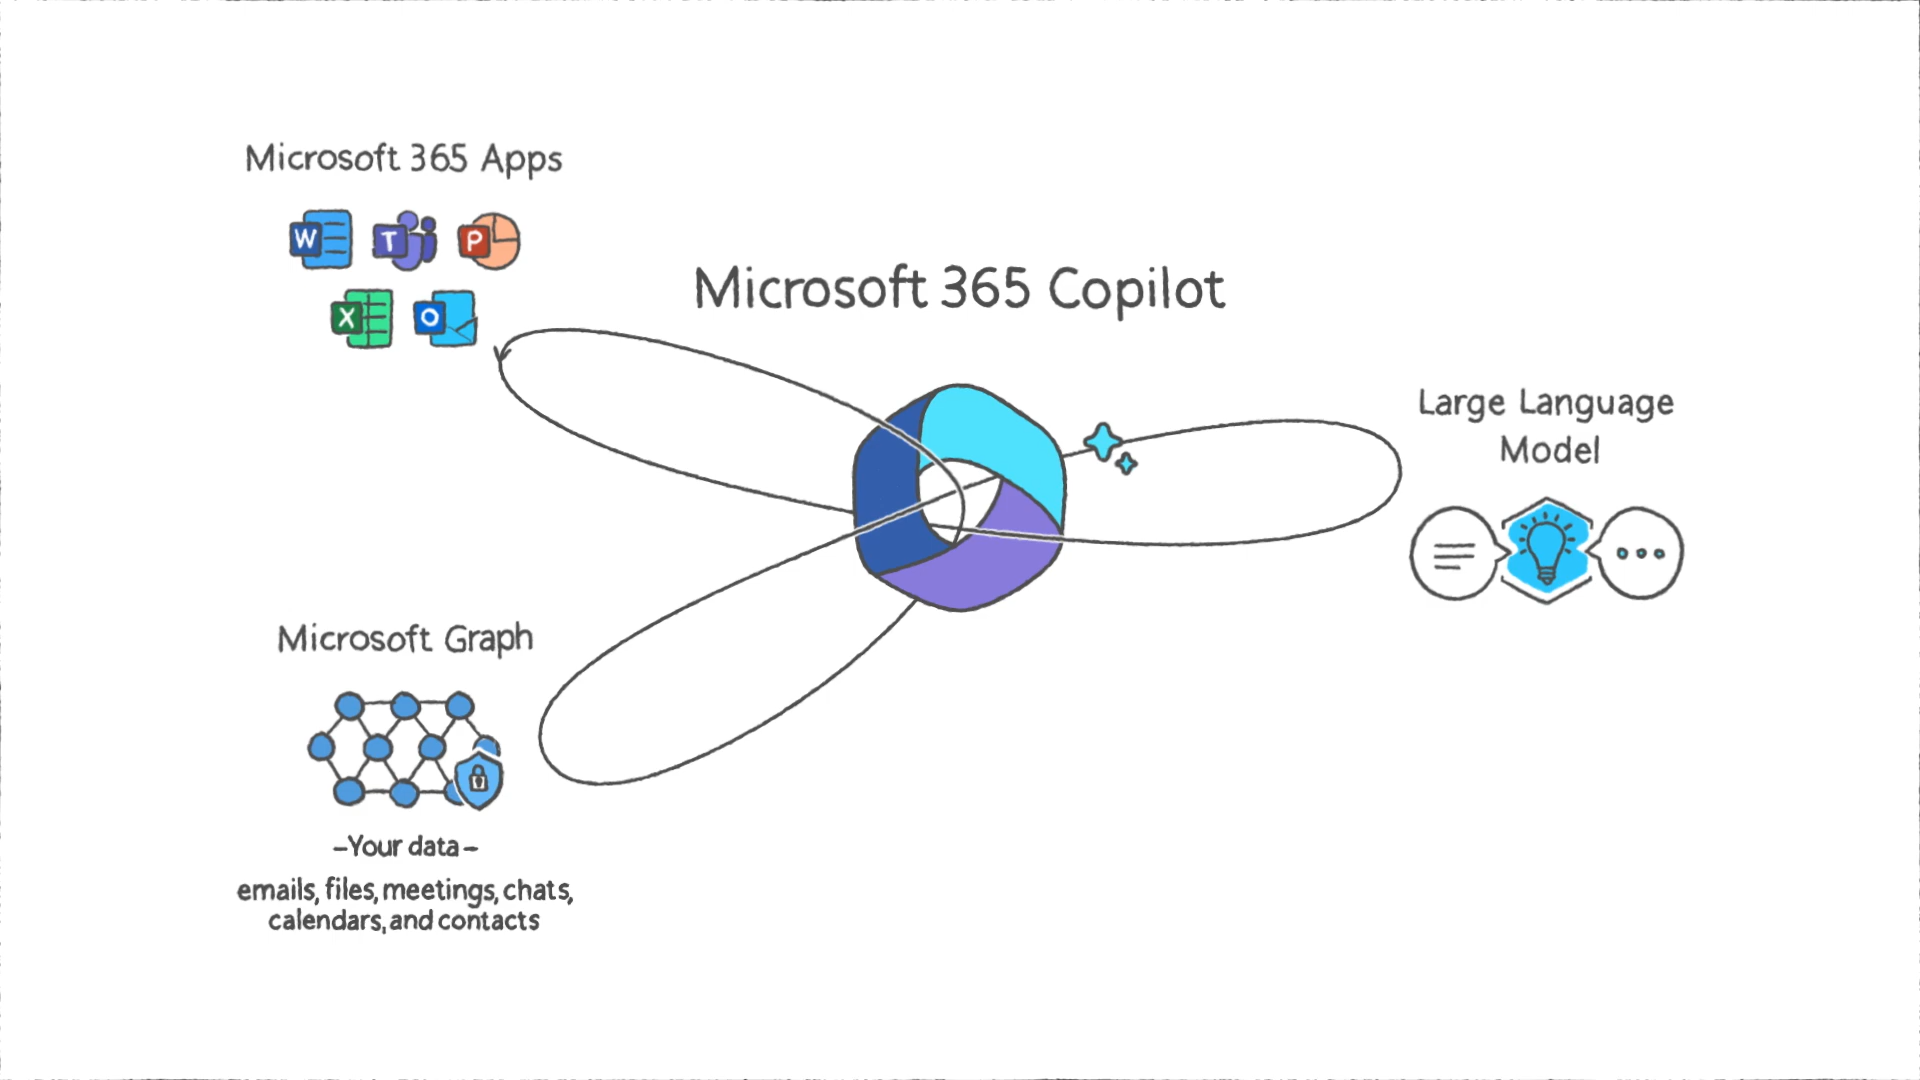 Microsoft 365 Apps
W T P
X O
Microsoft 365 Copilot
Large Language
Model
Microsoft Graph
-Your data-
emails, files, meetings, chats,
calendars, and contacts